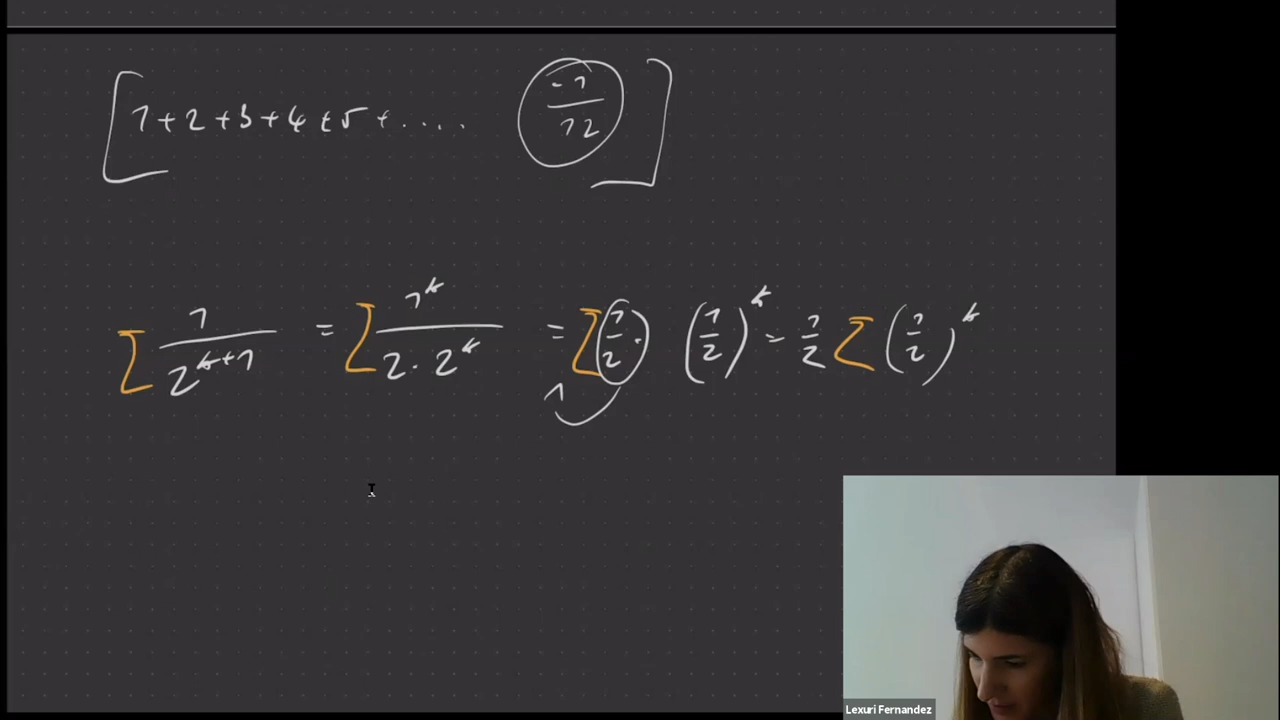 [1+2+3+4+5+.... -1/12]
Σ 1/2^{k+1} = Σ 1^k/(2·2^k) = Σ (1/2·) (1/2)^k = 1/2 Σ (1/2)^k
Lexuri Fernandez